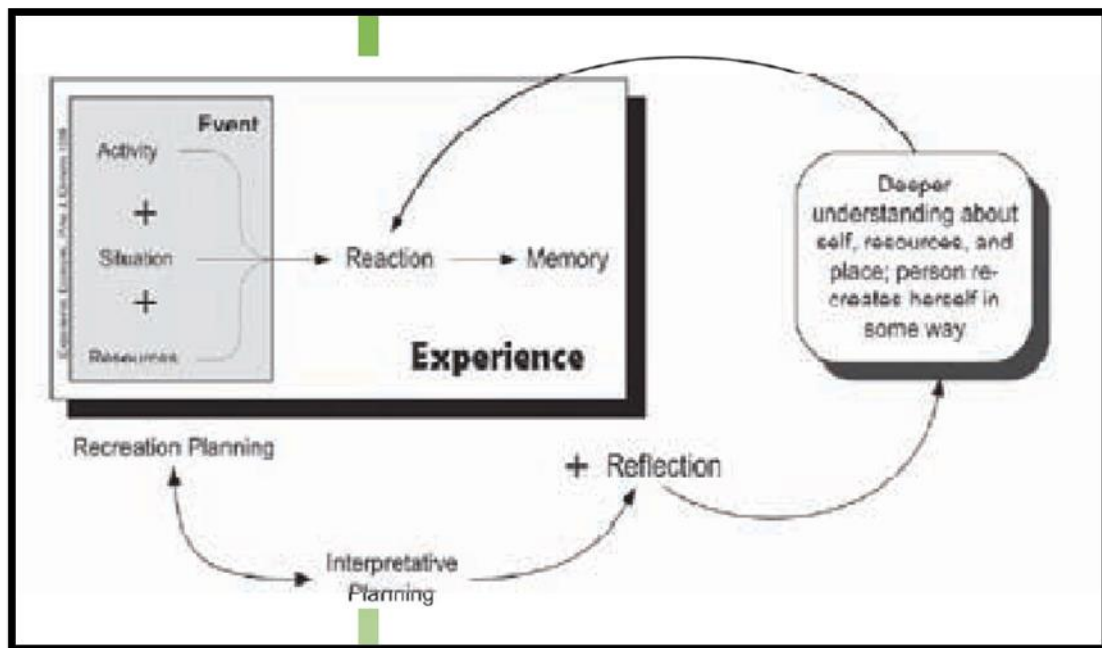 Event
Activity
+
Situation
+
Resources
Reaction
Memory
Experience
Deeper
understanding about
self, resources, and
place; person re-
creates herself in
some way
Recreation Planning
+ Reflection
Interpretative
Planning